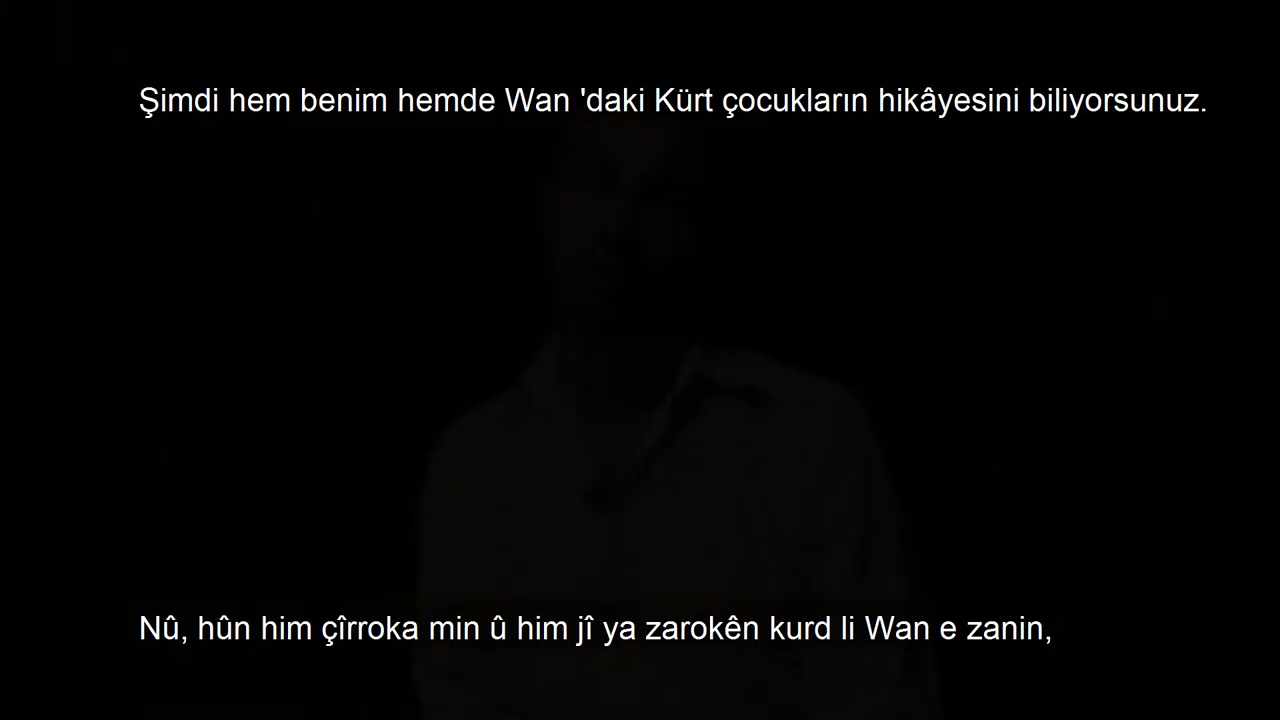 Şimdi hem benim hemde Wan 'daki Kürt çocukların hikâyesini biliyorsunuz.
Nû, hûn him çîrroka min û him jî ya zarokên kurd li Wan e zanin,